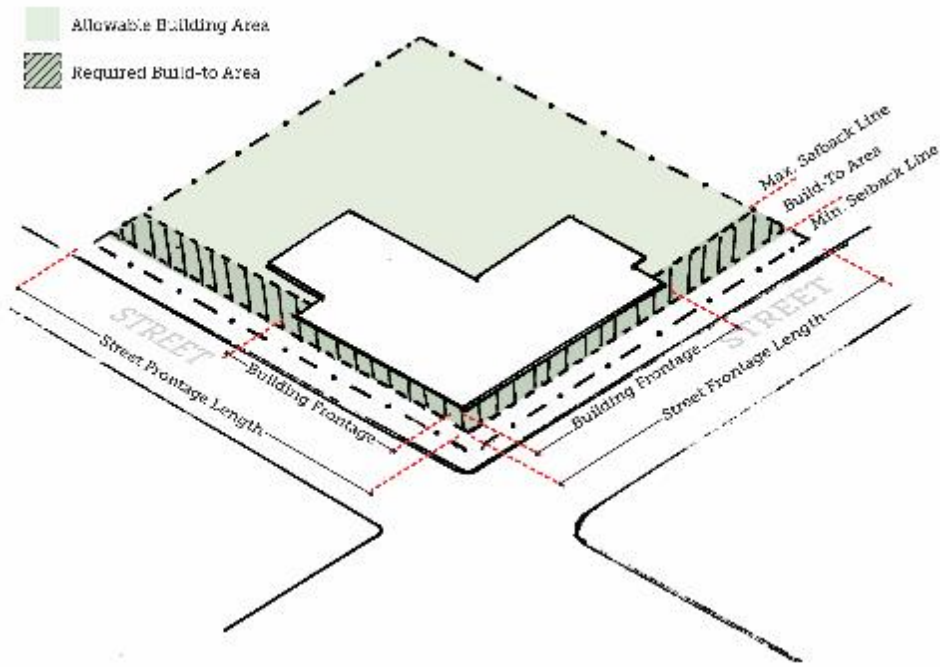 Allowable Building Area
Required Build-to Area
Max. Setback Line
Build-To Area
Min. Setback Line
STREET
STREET
Street Frontage Length
Building Frontage
Building Frontage
Street Frontage Length